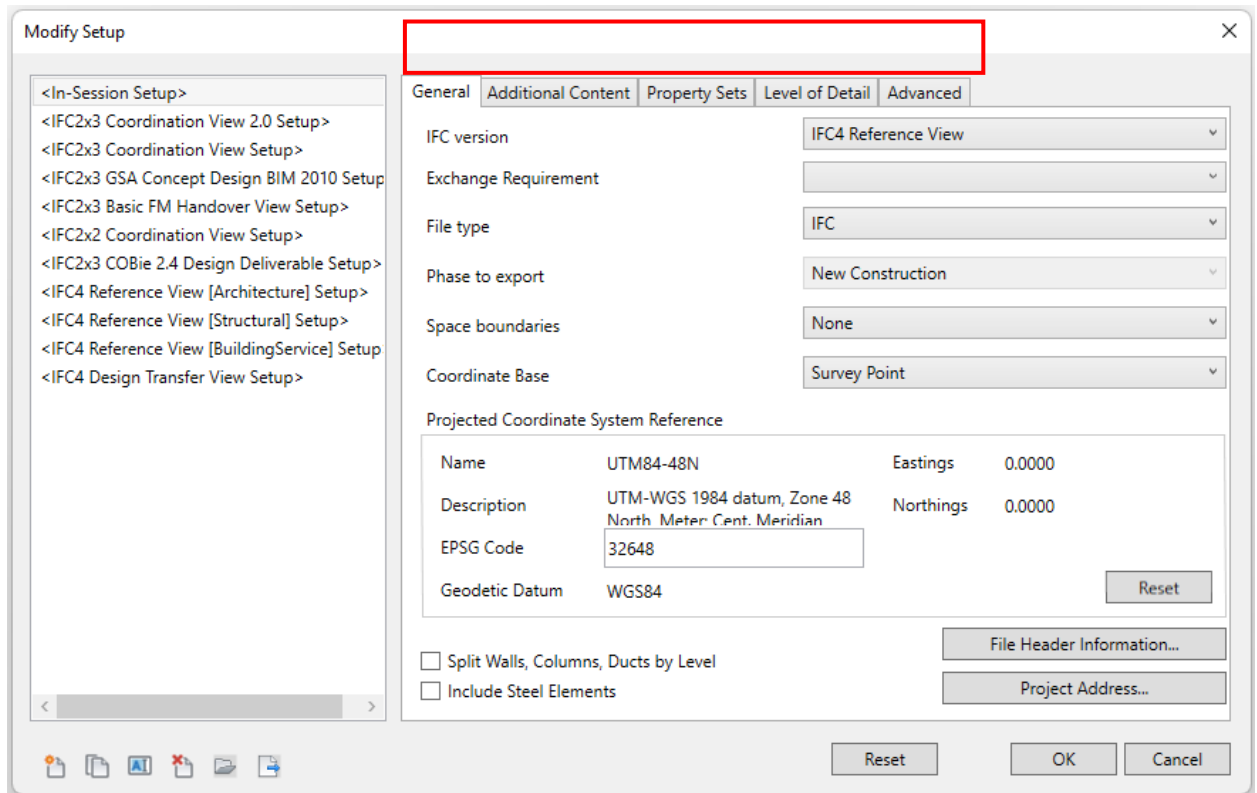 Modify Setup
<In-Session Setup>
<IFC2x3 Coordination View 2.0 Setup>
<IFC2x3 Coordination View Setup>
<IFC2x3 GSA Concept Design BIM 2010 Setup
<IFC2x3 Basic FM Handover View Setup>
<IFC2x2 Coordination View Setup>
<IFC2x3 COBie 2.4 Design Deliverable Setup>
<IFC4 Reference View [Architecture] Setup>
<IFC4 Reference View [Structural] Setup>
<IFC4 Reference View [BuildingService] Setup
<IFC4 Design Transfer View Setup>
General Additional Content Property Sets Level of Detail Advanced
IFC version IFC4 Reference View
Exchange Requirement
File type IFC
Phase to export New Construction
Space boundaries None
Coordinate Base Survey Point
Projected Coordinate System Reference
Name UTM84-48N Eastings 0.0000
Description UTM-WGS 1984 datum, Zone 48 Northings 0.0000
North, Meter; Cent. Meridian
EPSG Code 32648
Geodetic Datum WGS84 Reset
Split Walls, Columns, Ducts by Level
Include Steel Elements
File Header Information...
Project Address...
AI
Reset OK Cancel